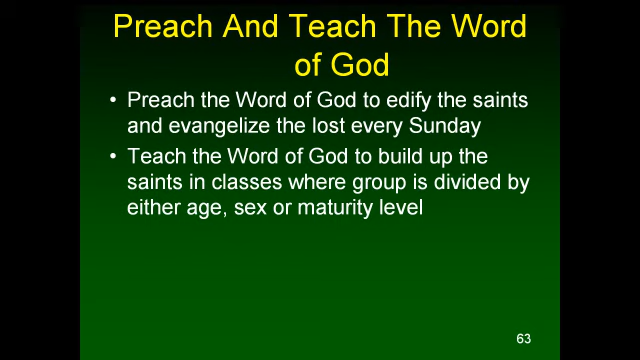 Preach And Teach The Word
of God
• Preach the Word of God to edify the saints
and evangelize the lost every Sunday
• Teach the Word of God to build up the
saints in classes where group is divided by
either age, sex or maturity level
63